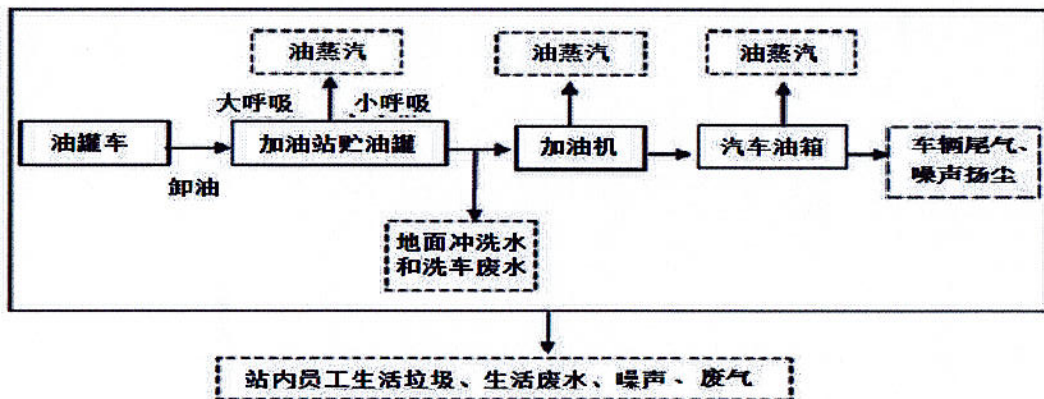 油蒸汽
油蒸汽
油蒸汽
大呼吸
小呼吸
油罐车
加油站贮油罐
加油机
汽车油箱
车辆尾气、
噪声扬尘
卸油
地面冲洗水
和洗车废水
站内员工生活垃圾、生活废水、噪声、废气